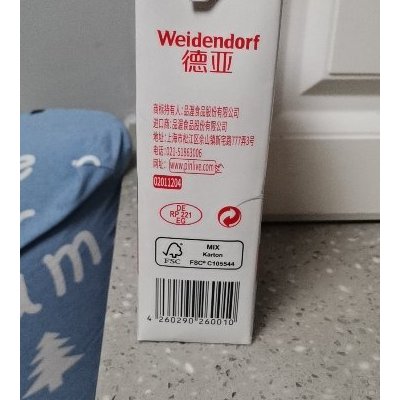 Weidendorf
德亚
商标持有人：品渥食品股份有限公司
进口商：品渥食品股份有限公司
地址：上海市松江区佘山镇新宅路777弄3号
电话：021-51863006
网址：www.pinlive.com
02011204
DE
RP 221
EG
FSC
MIX
Karton
FSC® C105544
4 260290 260010